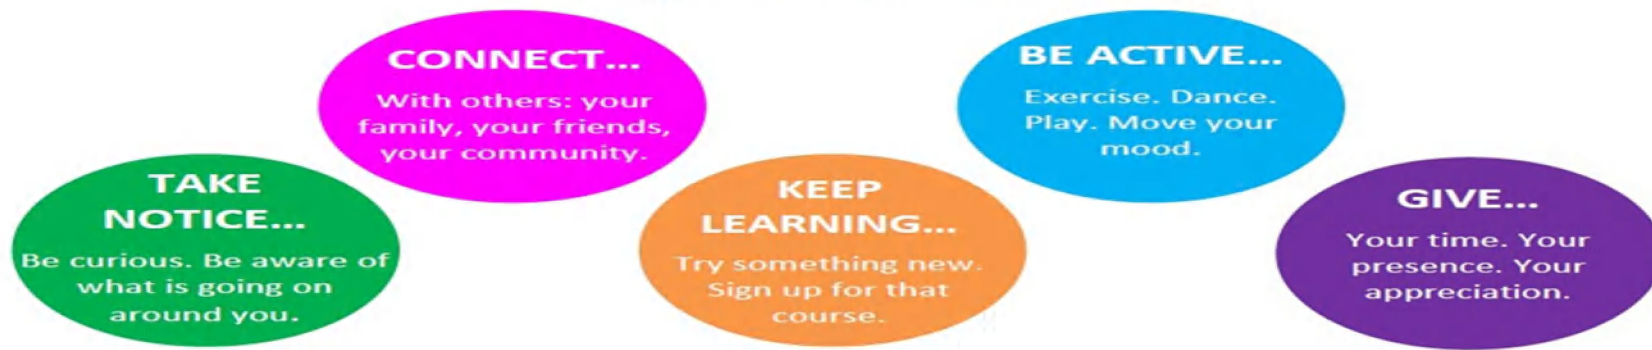 TAKE
NOTICE...
Be curious. Be aware of
what is going on
around you.
CONNECT...
With others: your
family, your friends,
your community.
KEEP
LEARNING...
Try something new.
Sign up for that
course.
BE ACTIVE...
Exercise. Dance.
Play. Move your
mood.
GIVE...
Your time. Your
presence. Your
appreciation.